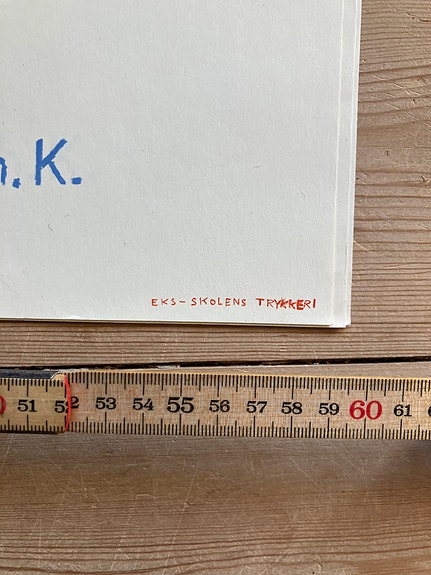 h. K.
EKS-SKOLENS TRYKKERI
51 52 53 54 55 56 57 58 59 60 61